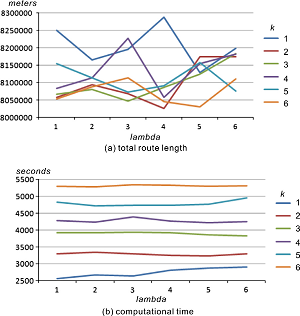 meters
8300000
k
8250000
1
8200000
2
3
8150000
4
8100000
5
8050000
6
8000000
1 2 3 4 5 6
lambda
(a) total route length
seconds
5500
k
5000
1
4500
2
4000
3
3500
4
5
3000
6
2500
1 2 3 4 5 6
lambda
(b) computational time